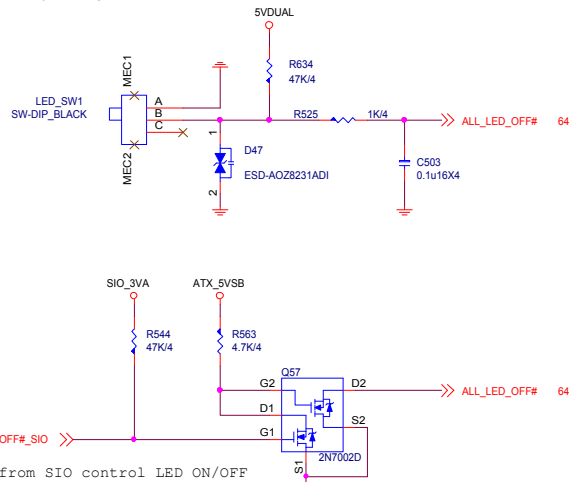 5VDUAL
MEC1
R634
47K/4
LED_SW1
SW-DIP_BLACK
A
B
C
R525
1K/4
ALL_LED_OFF# 64
MEC2
1
D47
ESD-AOZ8231ADI
2
C503
0.1u16X4
SIO_3VA
ATX_5VSB
R544
47K/4
R563
4.7K/4
Q57
G2
D2
ALL_LED_OFF# 64
D1
S2
OFF#_SIO
G1
2N7002D
S1
from SIO control LED ON/OFF